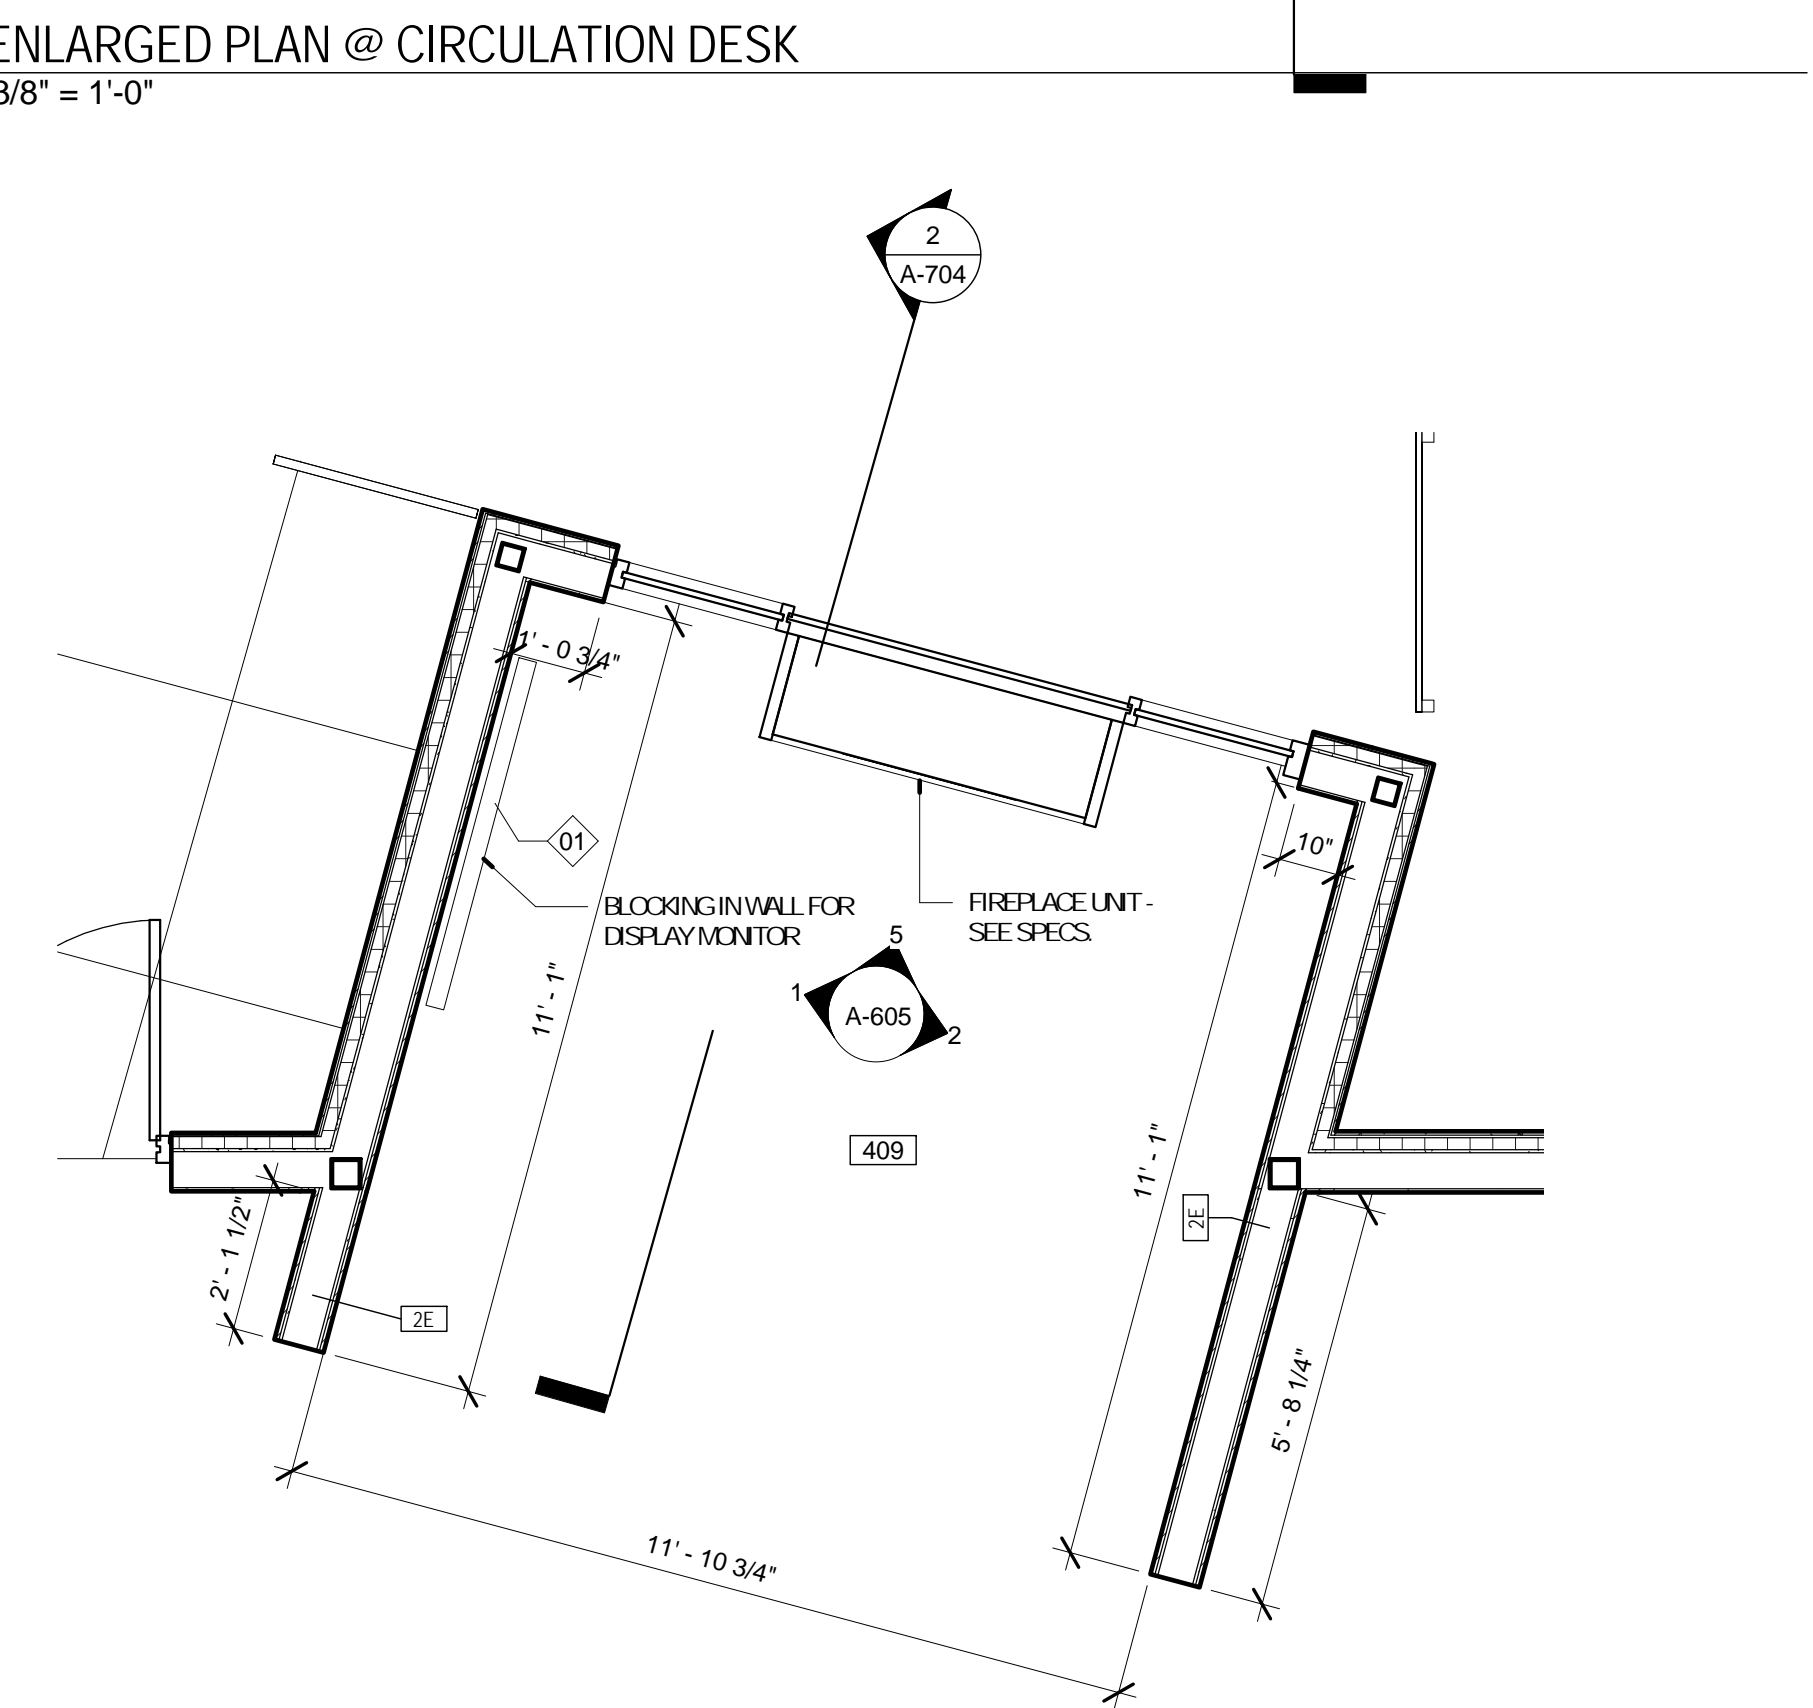 ENLARGED PLAN @ CIRCULATION DESK
3/8" = 1'-0"
2
A-704
1' - 0 3/4"
01
10"
BLOCKING IN WALL FOR
DISPLAY MONITOR
FIREPLACE UNIT -
SEE SPECS.
11' - 1"
5
1
A-605
2
409
11' - 1"
2E
2' - 1 1/2"
2E
5' - 8 1/4"
11' - 10 3/4"